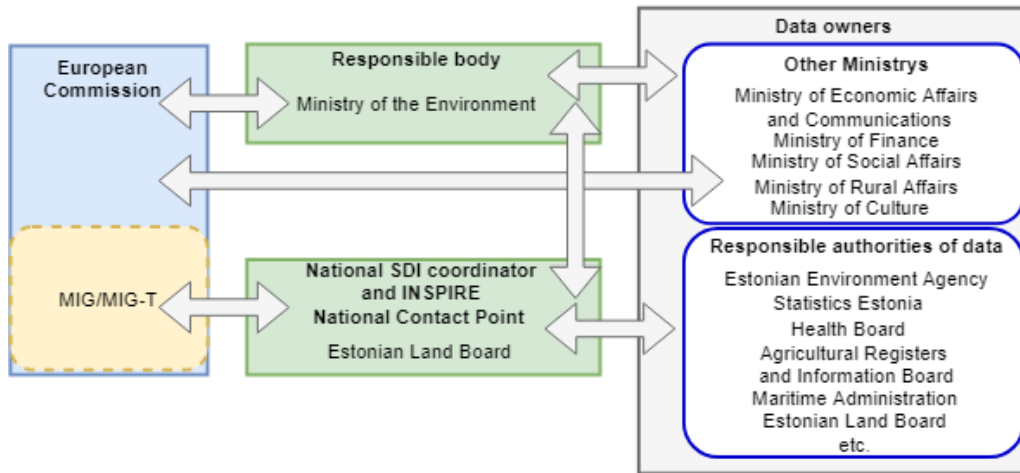 European
Commission
MIG/MIG-T
Responsible body
Ministry of the Environment
National SDI coordinator
and INSPIRE
National Contact Point
Estonian Land Board
Data owners
Other Ministrys
Ministry of Economic Affairs
and Communications
Ministry of Finance
Ministry of Social Affairs
Ministry of Rural Affairs
Ministry of Culture
Responsible authorities of data
Estonian Environment Agency
Statistics Estonia
Health Board
Agricultural Registers
and Information Board
Maritime Administration
Estonian Land Board
etc.